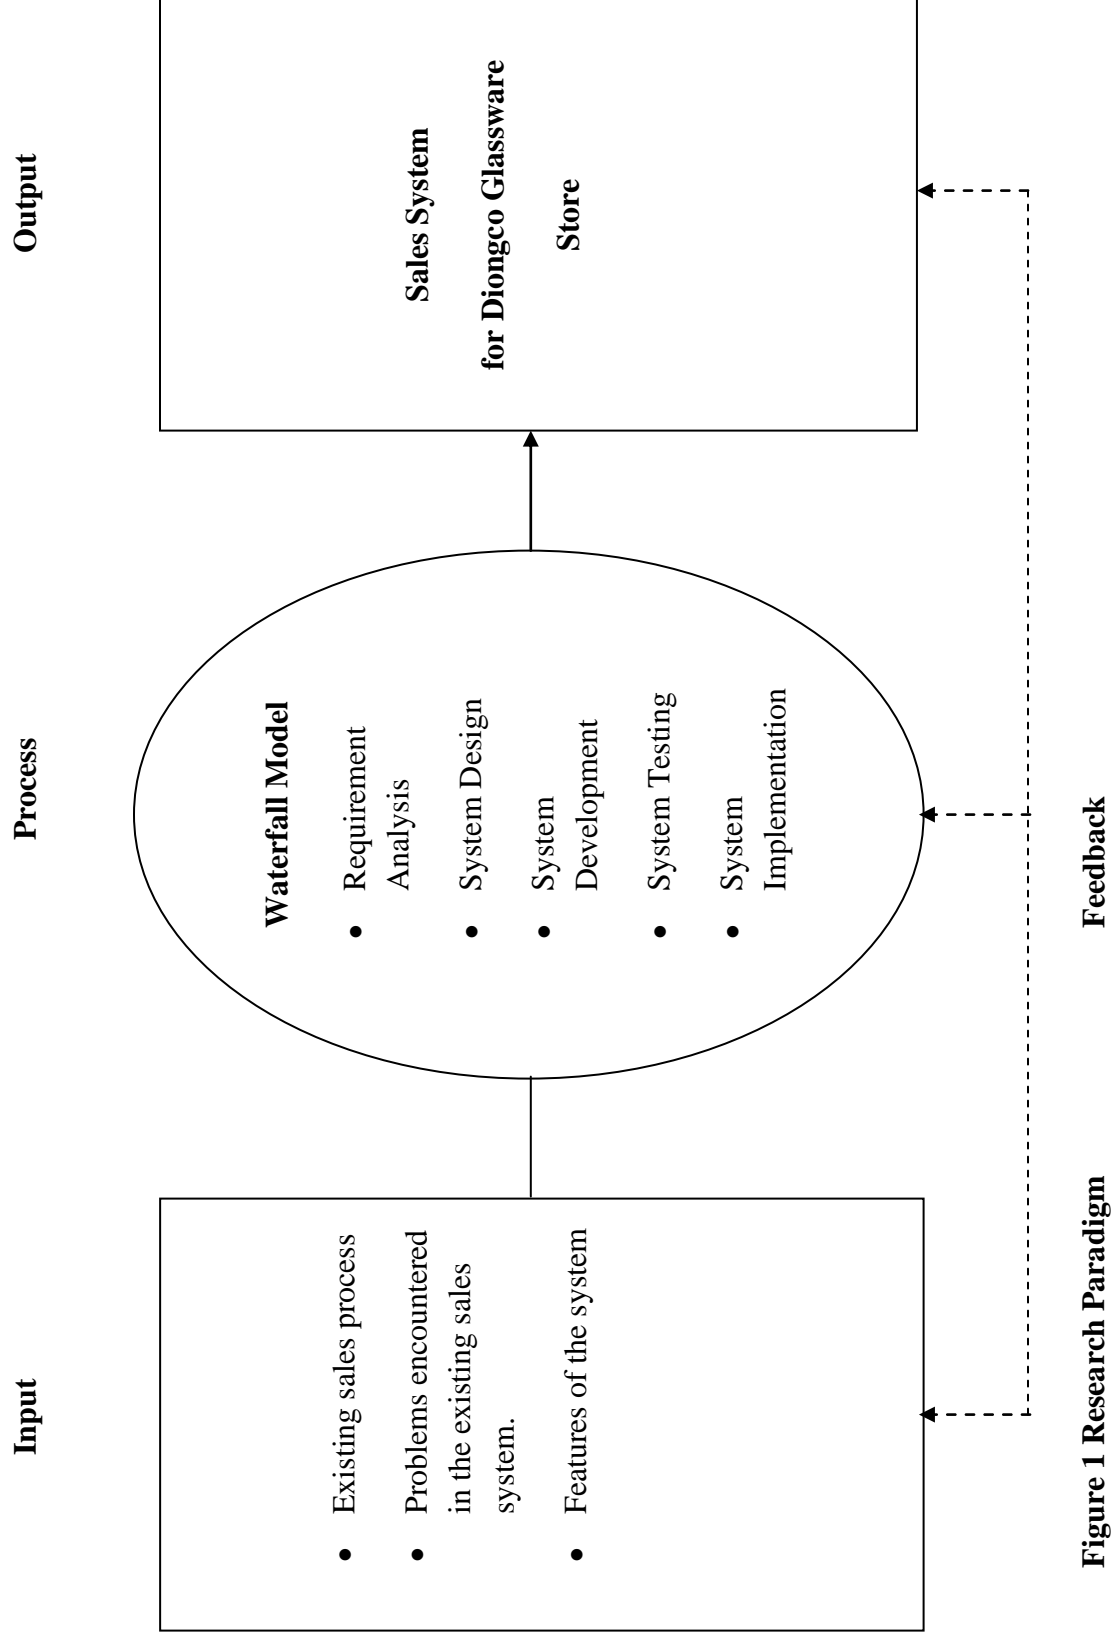 Input
Process
Output
• Existing sales process
• Problems encountered
in the existing sales
system.
• Features of the system
Waterfall Model
• Requirement
Analysis
• System Design
• System
Development
• System Testing
• System
Implementation
Sales System
for Diongco Glassware
Store
Feedback
Figure 1 Research Paradigm